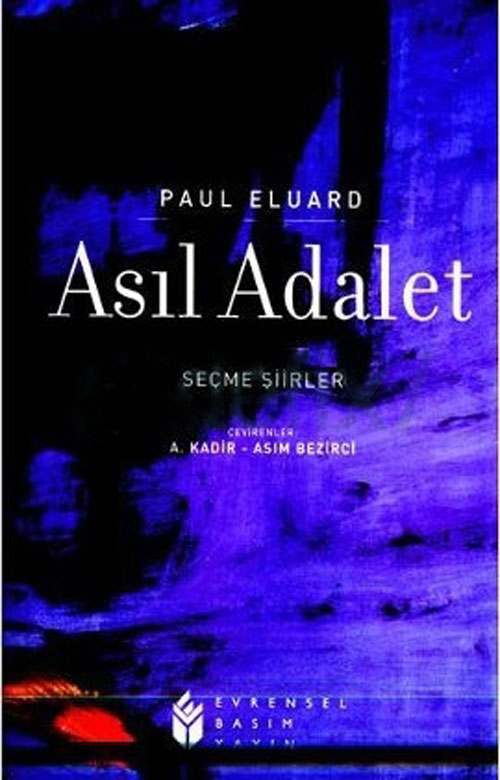 PAUL ELUARD
Asıl Adalet
SEÇME ŞİİRLER
ÇEVİRENLER:
A. KADİR - ASIM BEZİRCİ
EVRENSEL
BASIM
YAYIN